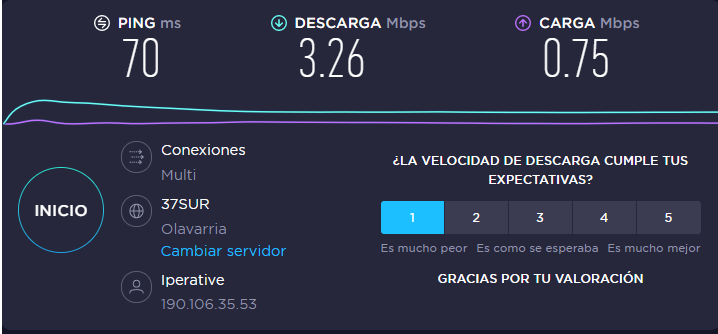 PING ms
DESCARGA Mbps
CARGA Mbps
70
3.26
0.75
INICIO
Conexiones
Multi
37SUR
Olavarria
Cambiar servidor
Iperative
190.106.35.53
¿LA VELOCIDAD DE DESCARGA CUMPLE TUS
EXPECTATIVAS?
1 2 3 4 5
Es mucho peor Es como se esperaba Es mucho mejor
GRACIAS POR TU VALORACIÓN